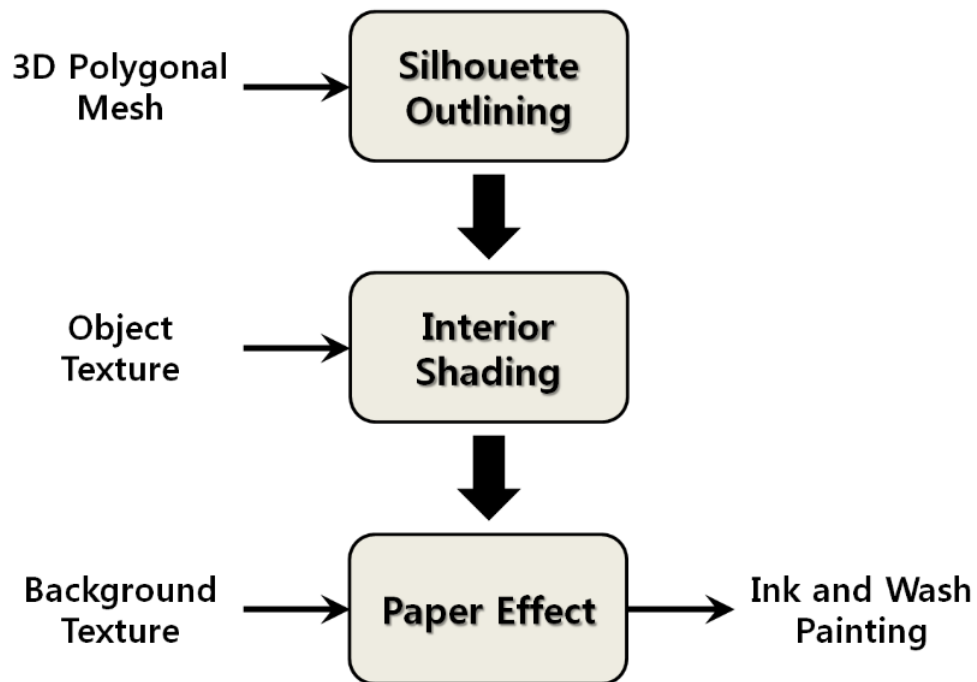 3D Polygonal
Mesh
Silhouette
Outlining
Object
Texture
Interior
Shading
Background
Texture
Paper Effect
Ink and Wash
Painting